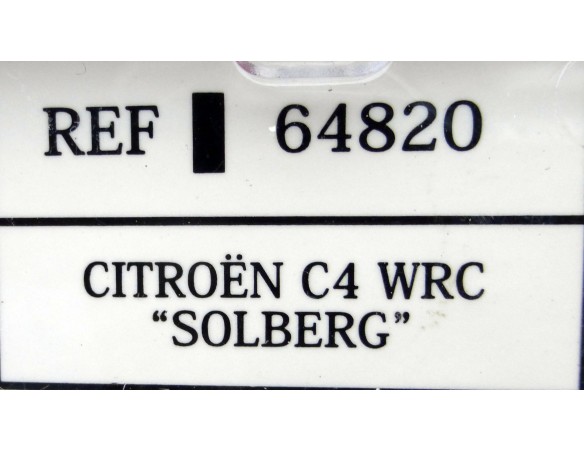 REF 64820
CITROËN C4 WRC
“SOLBERG”